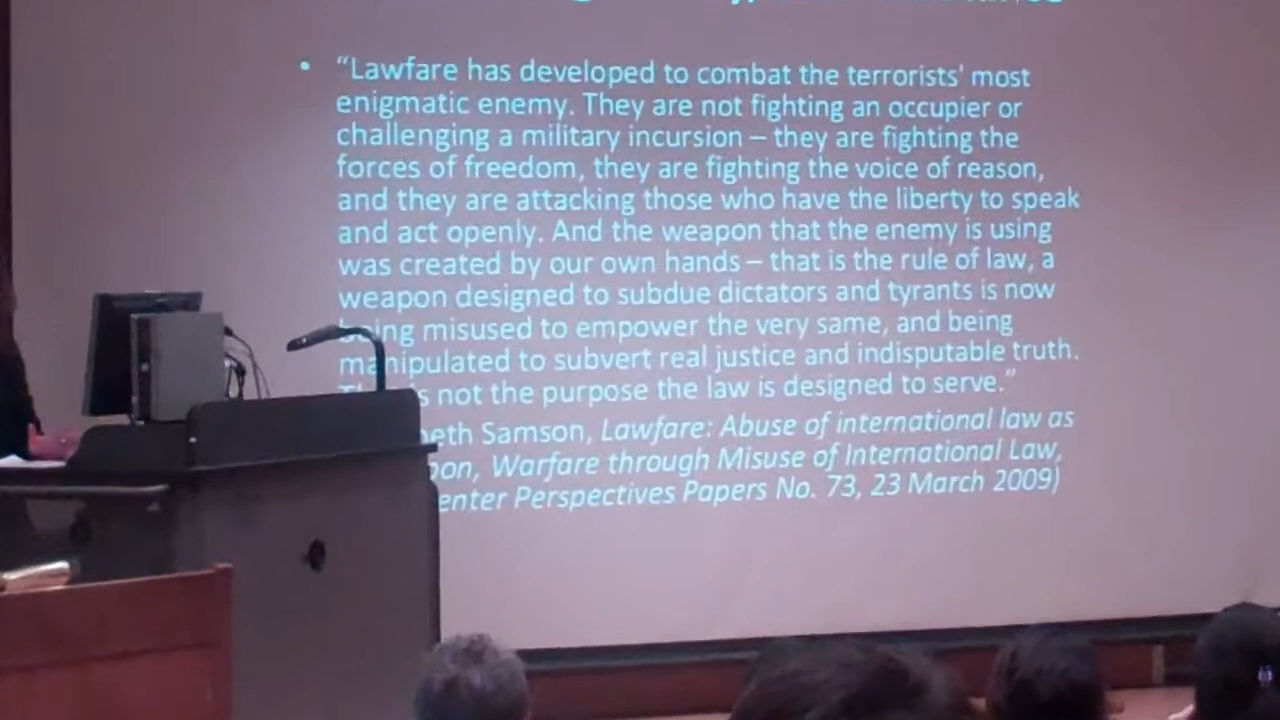 • “Lawfare has developed to combat the terrorists' most
enigmatic enemy. They are not fighting an occupier or
challenging a military incursion – they are fighting the
forces of freedom, they are fighting the voice of reason,
and they are attacking those who have the liberty to speak
and act openly. And the weapon that the enemy is using
was created by our own hands – that is the rule of law, a
weapon designed to subdue dictators and tyrants is now
being misused to empower the very same, and being
manipulated to subvert real justice and indisputable truth.
not the purpose the law is designed to serve.”
Samson, Lawfare: Abuse of international law as
Warfare through Misuse of International Law,
Perspectives Papers No. 73, 23 March 2009)